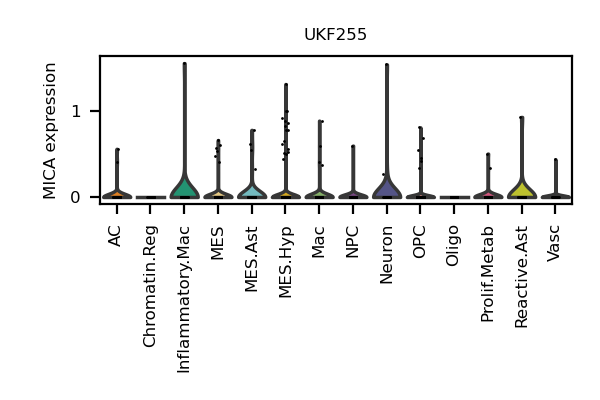 UKF255
MICA expression
1
0
AC
Chromatin.Reg
Inflammatory.Mac
MES
MES.Ast
MES.Hyp
Mac
NPC
Neuron
OPC
Oligo
Prolif.Metab
Reactive.Ast
Vasc